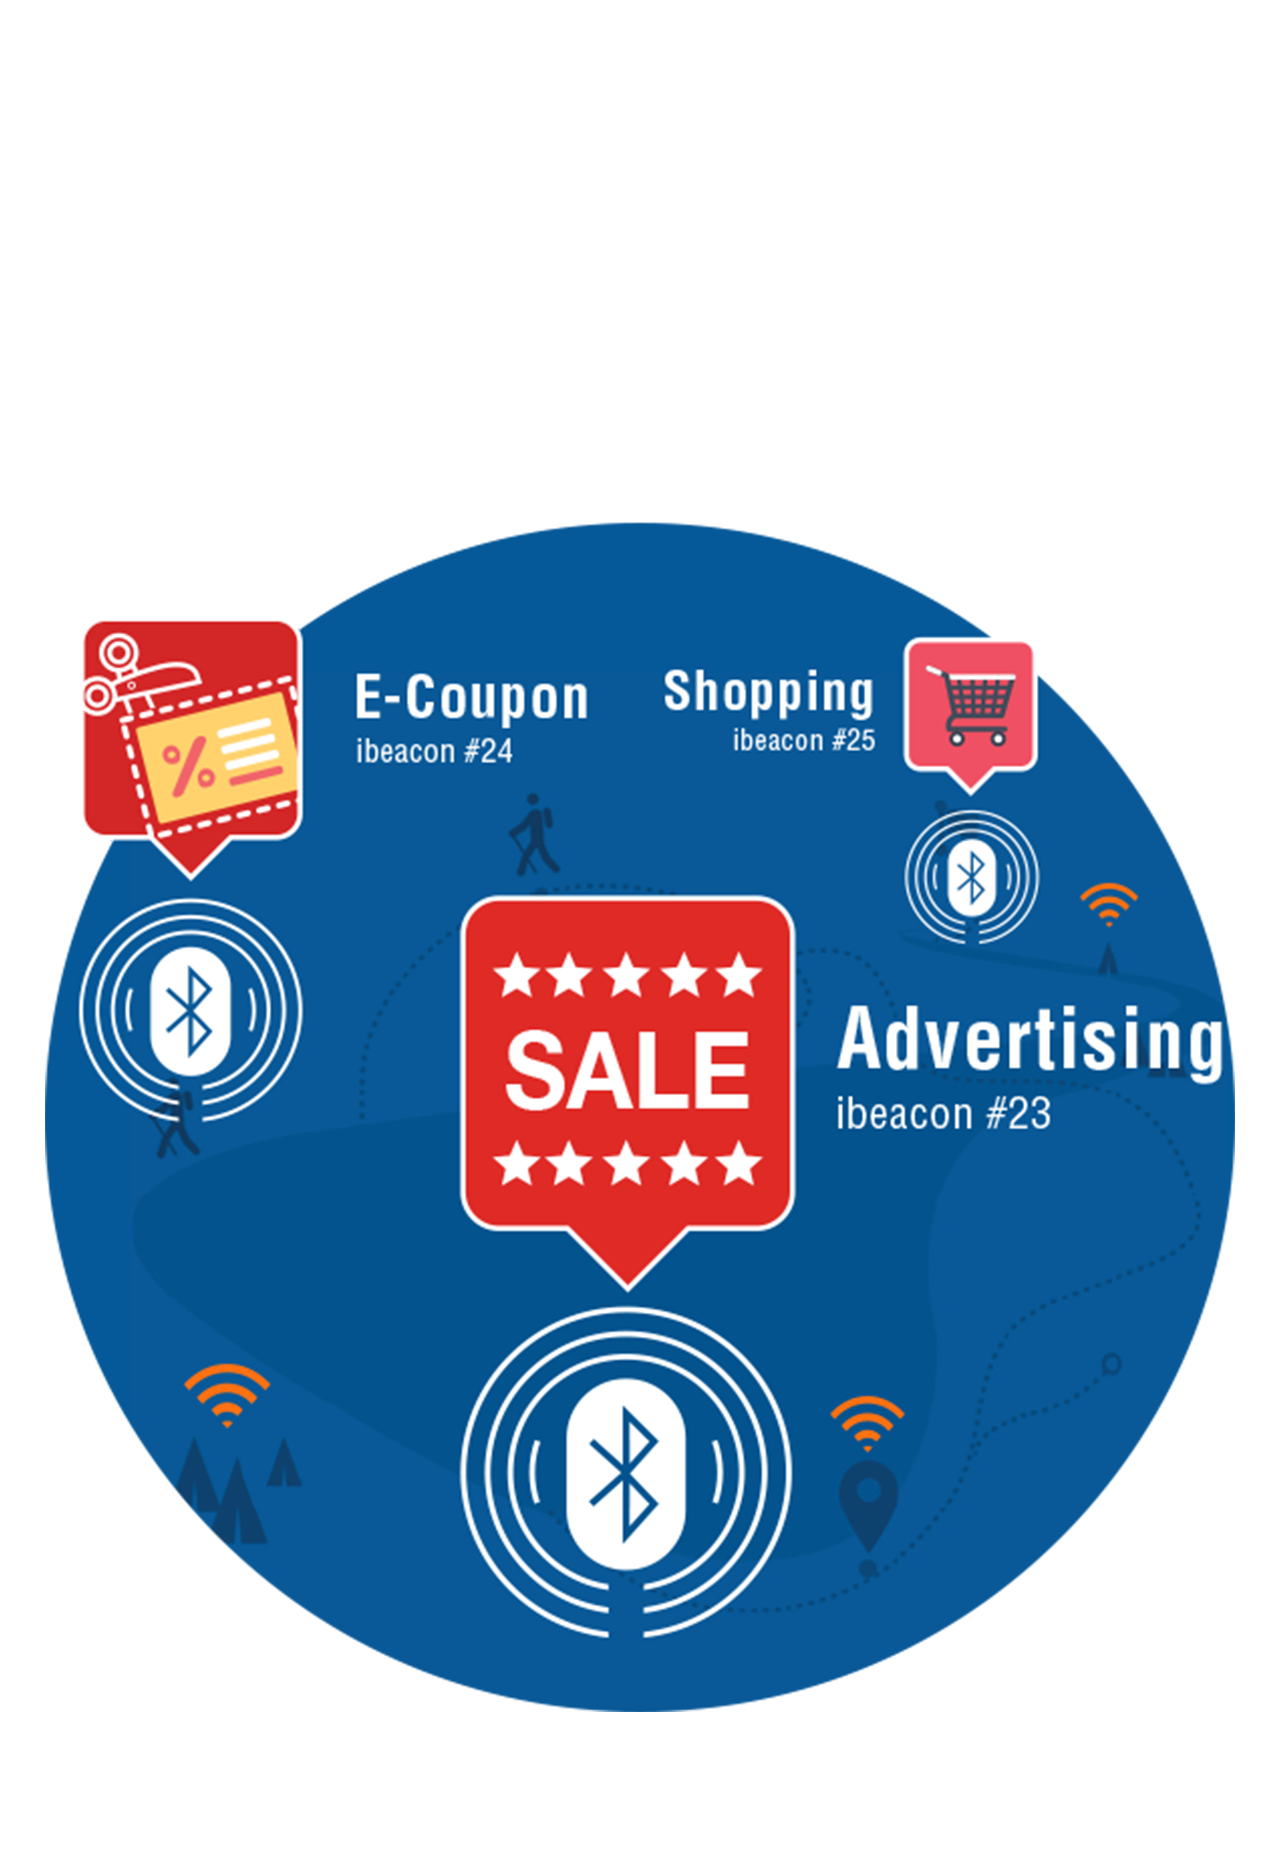 E-Coupon
ibeacon #24
Shopping
ibeacon #25
SALE
Advertising
ibeacon #23